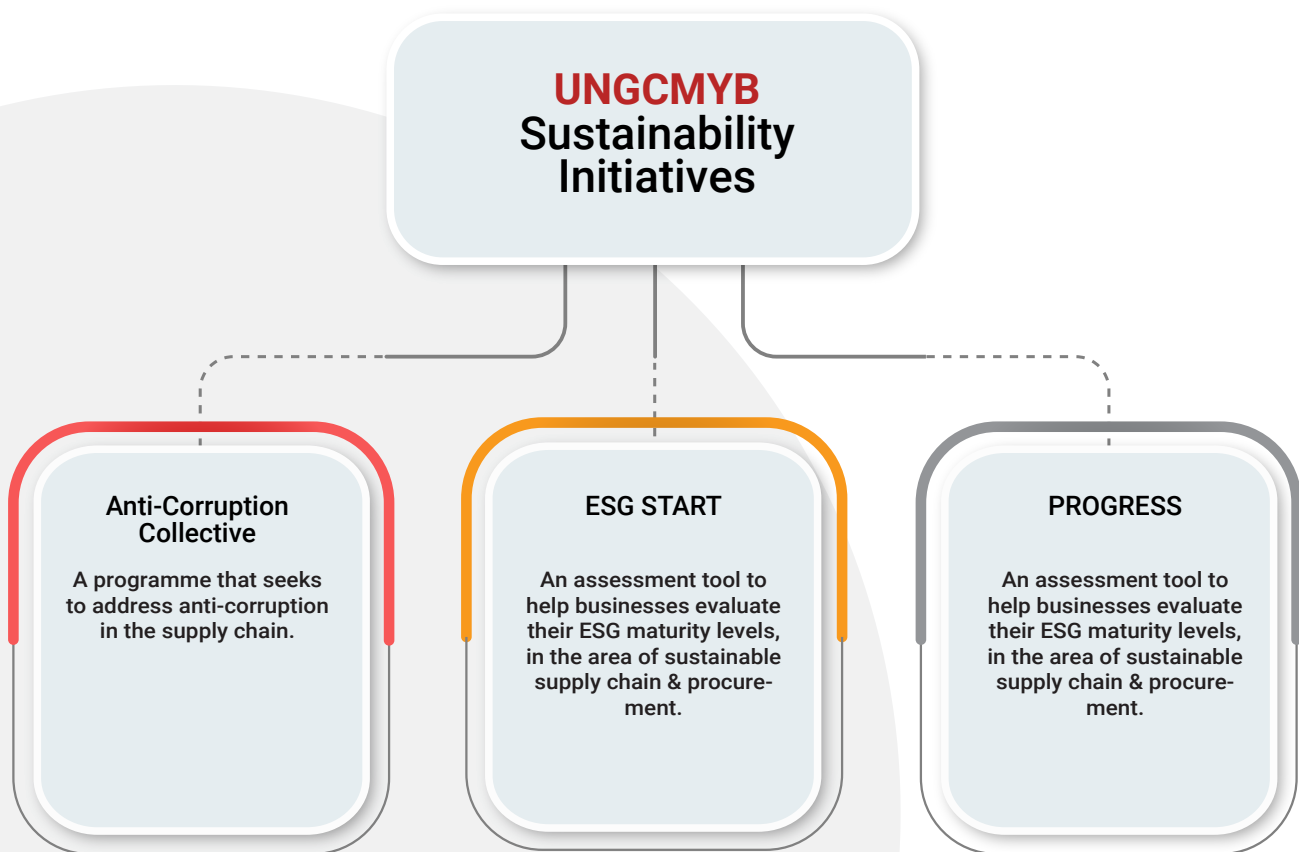 UNGCMYB
Sustainability
Initiatives
Anti-Corruption
Collective
A programme that seeks
to address anti-corruption
in the supply chain.
ESG START
An assessment tool to
help businesses evaluate
their ESG maturity levels,
in the area of sustainable
supply chain & procure-
ment.
PROGRESS
An assessment tool to
help businesses evaluate
their ESG maturity levels,
in the area of sustainable
supply chain & procure-
ment.